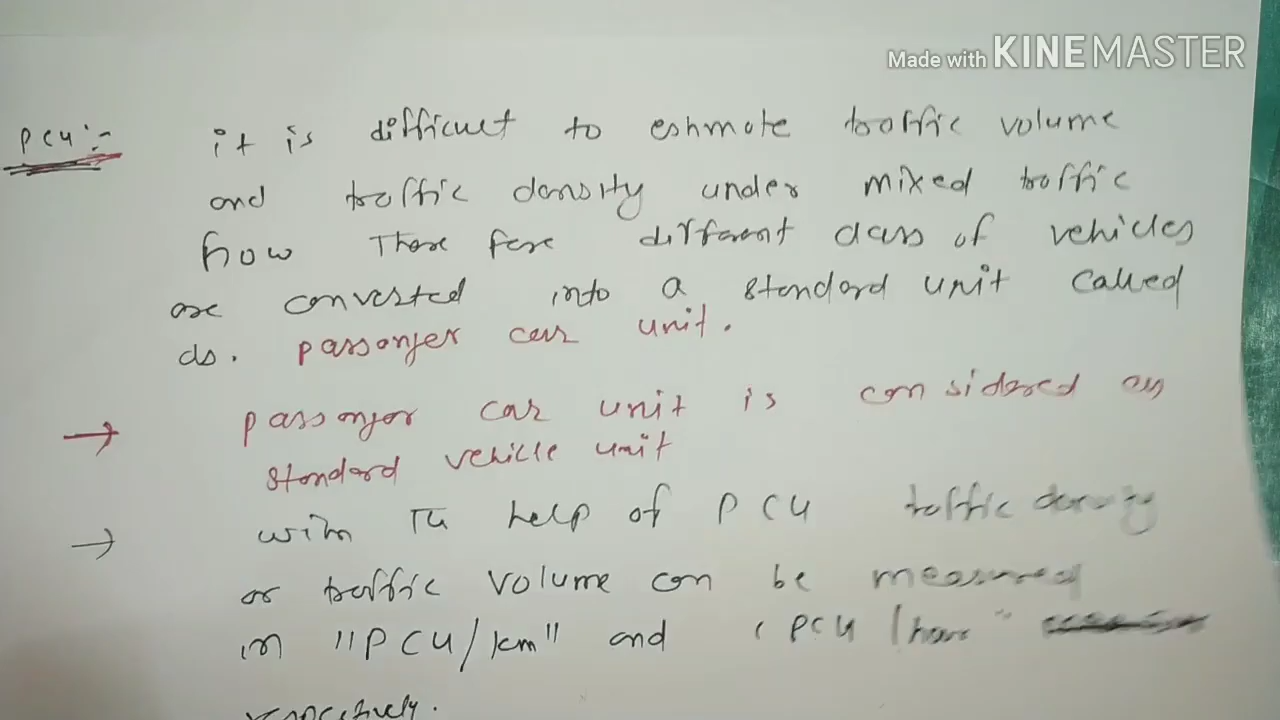 Made with KINEMASTER
PCU :-
it is difficult to estimate traffic volume
and traffic density under mixed traffic
flow There fore different class of vehicles
are converted into a standard unit called
as. passenger car unit.
→ passenger car unit is considered as
standard vehicle unit
→ with The help of PCU traffic density
or traffic volume can be measured
in "PCU/km" and "PCU/hour"
respectively.